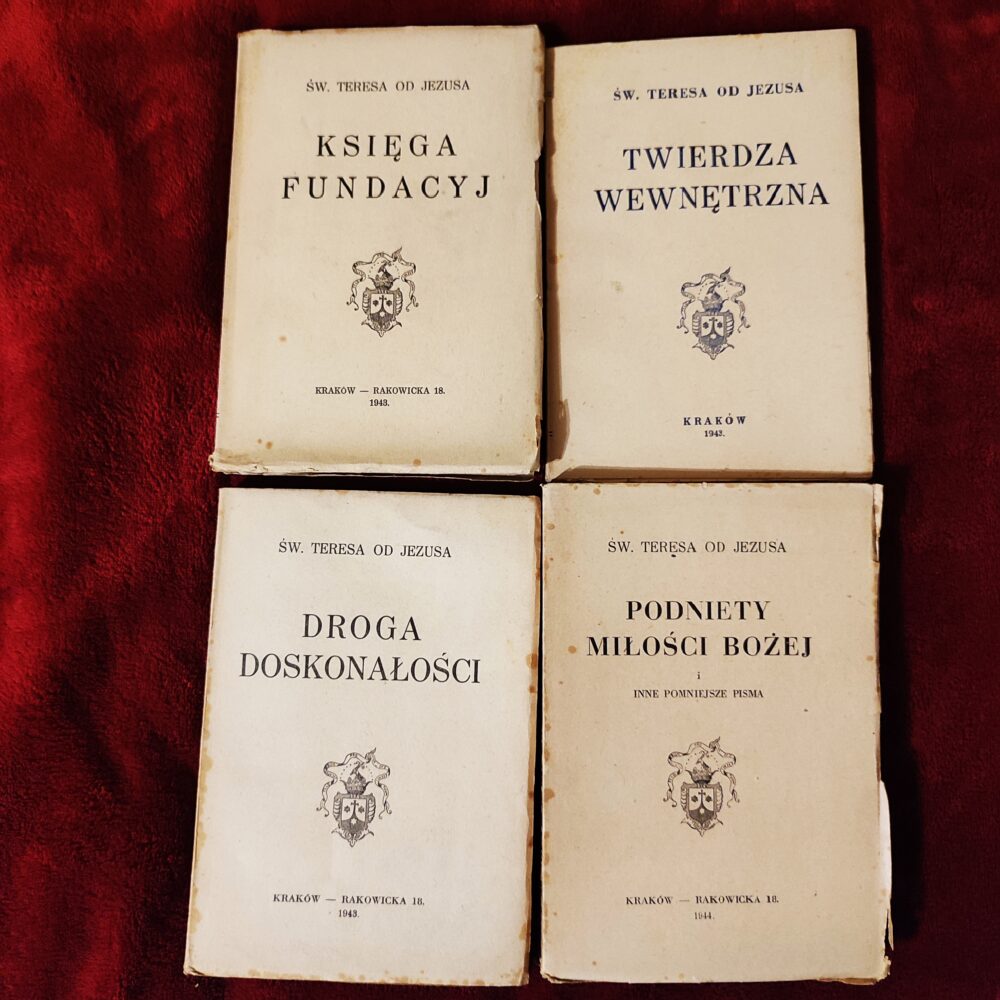 ŚW. TERESA OD JEZUSA
KSIĘGA
FUNDACYJ
KRAKÓW — RAKOWICKA 18.
1943.
ŚW. TERESA OD JEZUSA
TWIERDZA
WEWNĘTRZNA
KRAKÓW
1943.
ŚW. TERESA OD JEZUSA
DROGA
DOSKONAŁOŚCI
KRAKÓW — RAKOWICKA 18.
1943.
ŚW. TERESA OD JEZUSA
PODNIETY
MIŁOŚCI BOŻEJ
i
INNE POMNIEJSZE PISMA
KRAKÓW — RAKOWICKA 18.
1944.